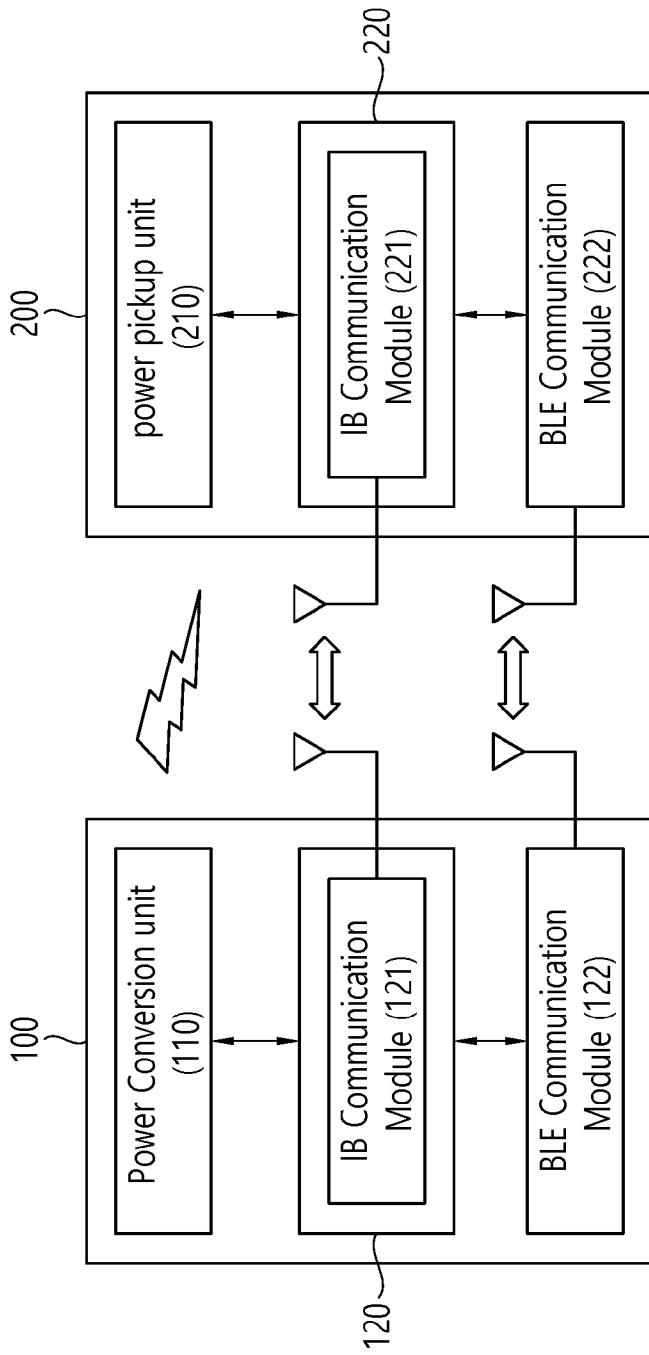 100
Power Conversion unit
(110)
IB Communication
Module (121)
120
BLE Communication
Module (122)
200
power pickup unit
(210)
IB Communication
Module (221)
220
BLE Communication
Module (222)